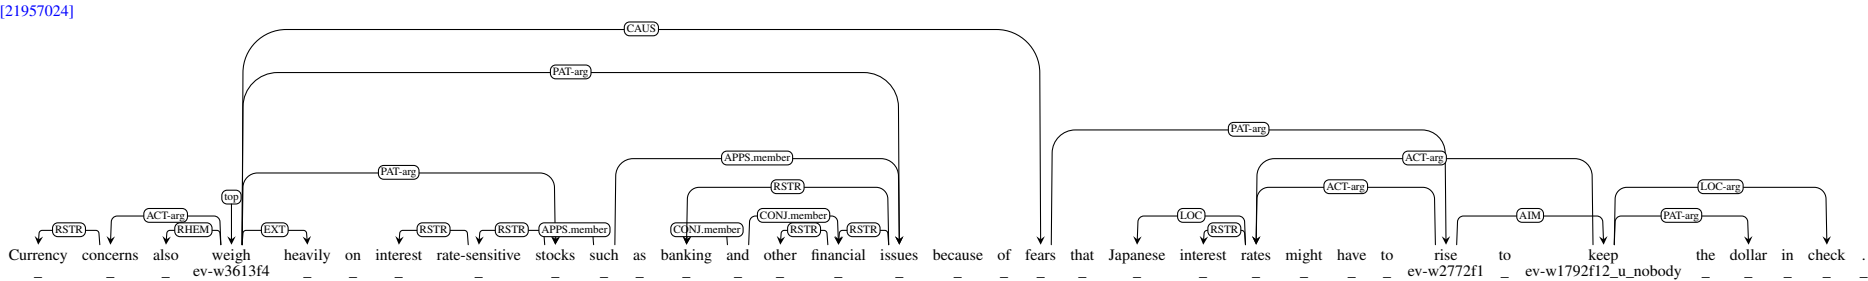 [21957024]
CAUS
PAT-arg
PAT-arg
APPS.member ACT-arg
PAT-arg
top RSTR ACT-arg LOC-arg
ACT-arg CONJ.member LOC AIM PAT-arg
RSTR RHEM EXT RSTR RSTR APPS.member CONJ.member RSTR RSTR RSTR
Currency concerns also weigh heavily on interest rate-sensitive stocks such as banking and other financial issues because of fears that Japanese interest rates might have to rise to keep the dollar in check .
_ _ _ ev-w3613f4 _ _ _ _ _ _ _ _ _ _ _ _ _ _ _ _ _ _ _ _ _ _ ev-w2772f1 _ ev-w1792f12_u_nobody _ _ _ _ _